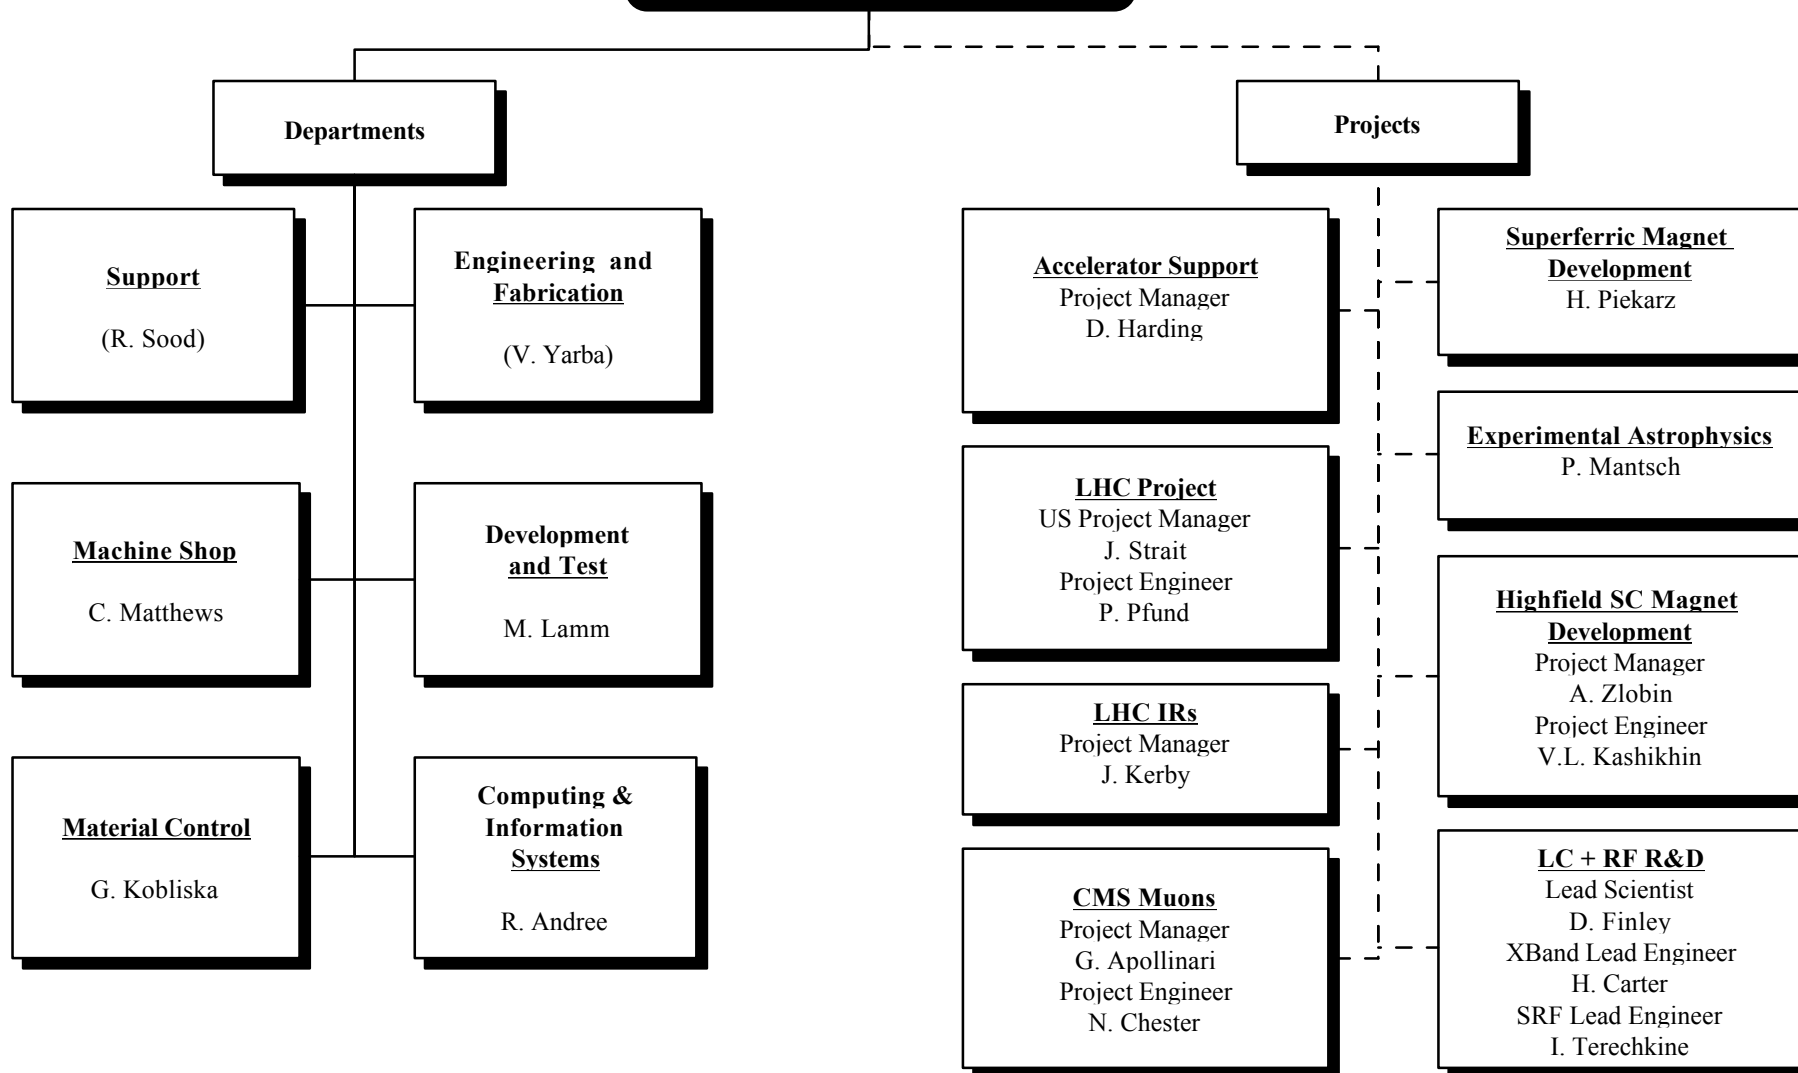 Departments
Projects
Support
(R. Sood)
Engineering and
Fabrication
(V. Yarba)
Machine Shop
C. Matthews
Development
and Test
M. Lamm
Material Control
G. Kobliska
Computing &
Information
Systems
R. Andree
Accelerator Support
Project Manager
D. Harding
LHC Project
US Project Manager
J. Strait
Project Engineer
P. Pfund
LHC IRs
Project Manager
J. Kerby
CMS Muons
Project Manager
G. Apollinari
Project Engineer
N. Chester
Superferric Magnet
Development
H. Piekarz
Experimental Astrophysics
P. Mantsch
Highfield SC Magnet
Development
Project Manager
A. Zlobin
Project Engineer
V.L. Kashikhin
LC + RF R&D
Lead Scientist
D. Finley
XBand Lead Engineer
H. Carter
SRF Lead Engineer
I. Terechkine